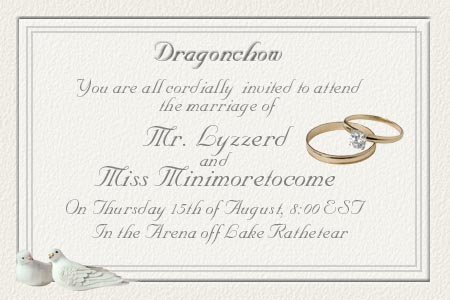 Dragonchow
You are all cordially invited to attend
the marriage of
Mr. Lyzzerd
and
Miss Minimoretocome
On Thursday 15th of August, 8:00 EST
In the Arena off Lake Rathetear